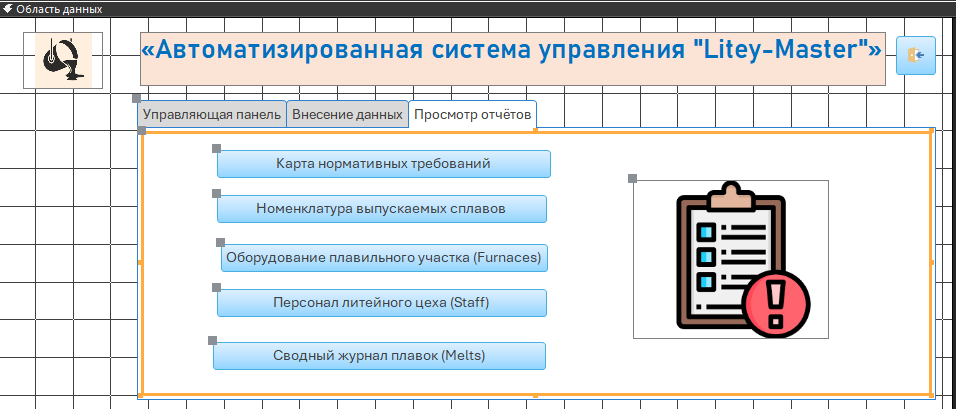 Область данных
«Автоматизированная система управления "Litey-Master"»
Управляющая панель Внесение данных Просмотр отчётов
Карта нормативных требований
Номенклатура выпускаемых сплавов
Оборудование плавильного участка (Furnaces)
Персонал литейного цеха (Staff)
Сводный журнал плавок (Melts)